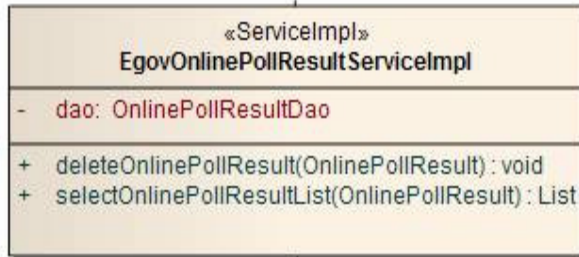 «ServiceImpl»
EgovOnlinePollResultServiceImpl
- dao: OnlinePollResultDao
+ deleteOnlinePollResult(OnlinePollResult) : void
+ selectOnlinePollResultList(OnlinePollResult) : List